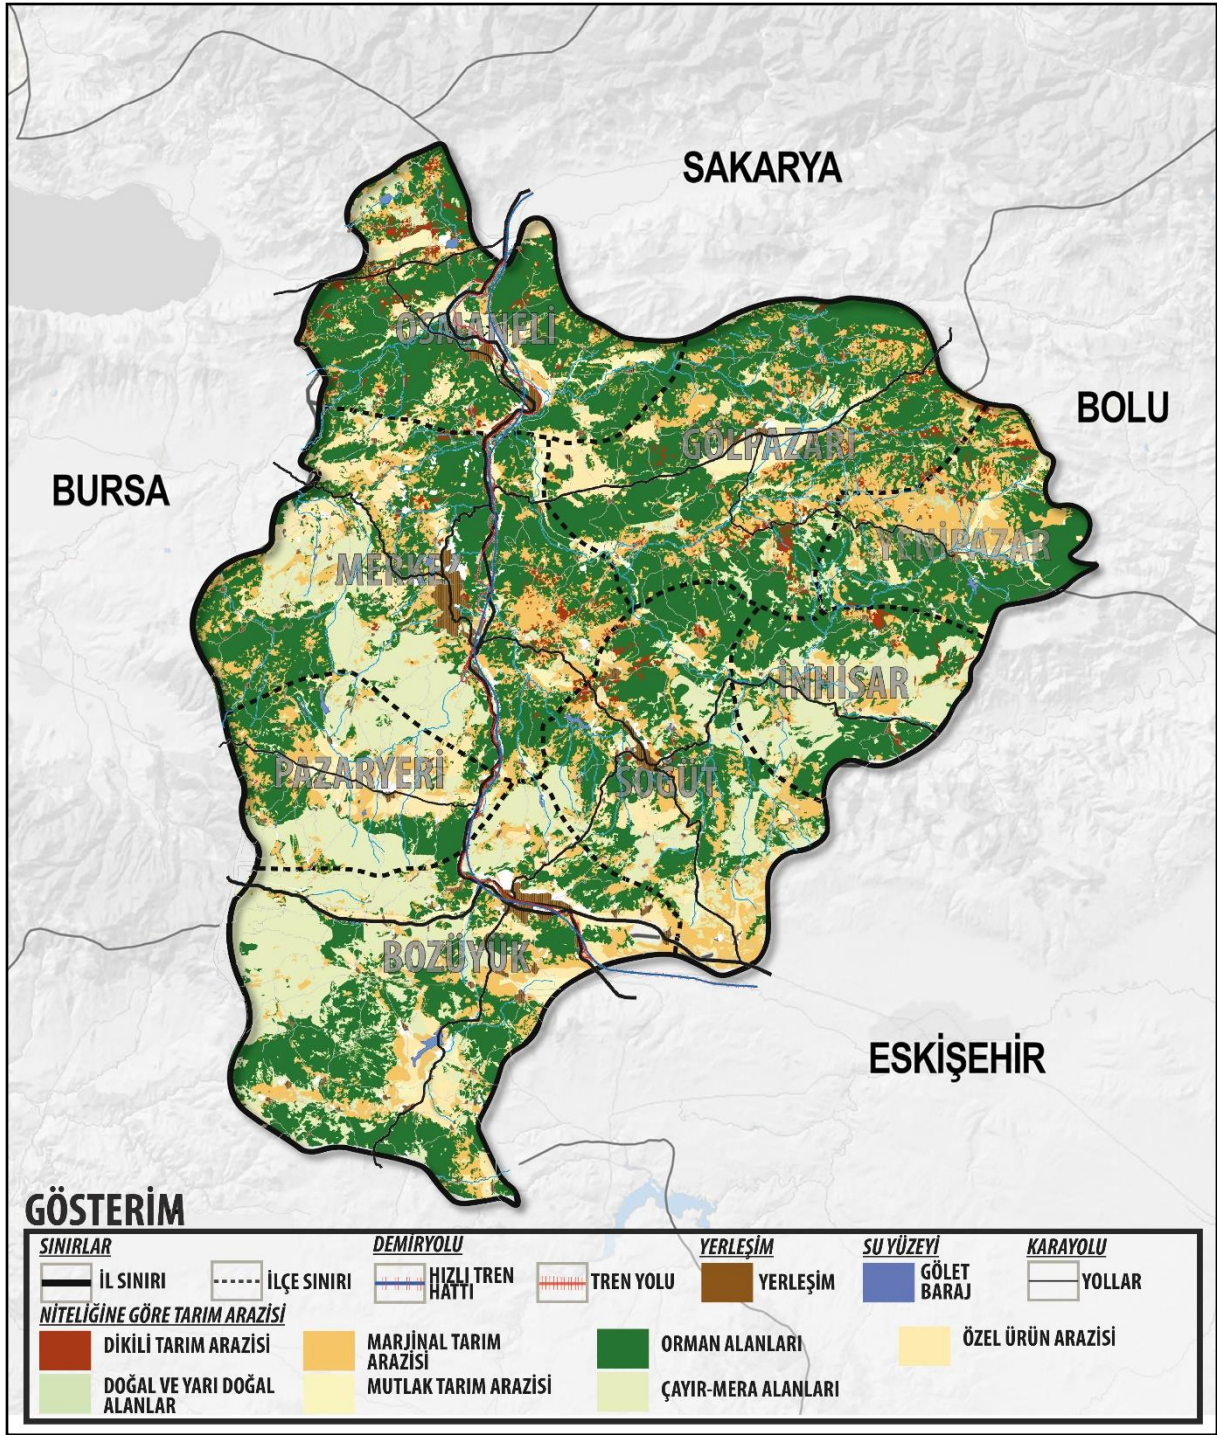 SAKARYA
OSMANELİ
BOLU
GÖLPAZARI
BURSA
YENİPAZAR
MERKEZ
İNHİSAR
PAZARYERİ
SÖĞÜT
BOZÜYÜK
ESKİŞEHİR
GÖSTERİM
SINIRLAR
DEMİRYOLU
YERLEŞİM
SU YÜZEYİ
KARAYOLU
İL SINIRI
İLÇE SINIRI
HIZLI TREN
HATTI
TREN YOLU
YERLEŞİM
GÖLET
BARAJ
YOLLAR
NİTELİĞİNE GÖRE TARIM ARAZİSİ
DİKİLİ TARIM ARAZİSİ
MARJİNAL TARIM
ARAZİSİ
ORMAN ALANLARI
ÖZEL ÜRÜN ARAZİSİ
DOĞAL VE YARI DOĞAL
ALANLAR
MUTLAK TARIM ARAZİSİ
ÇAYIR-MERA ALANLARI